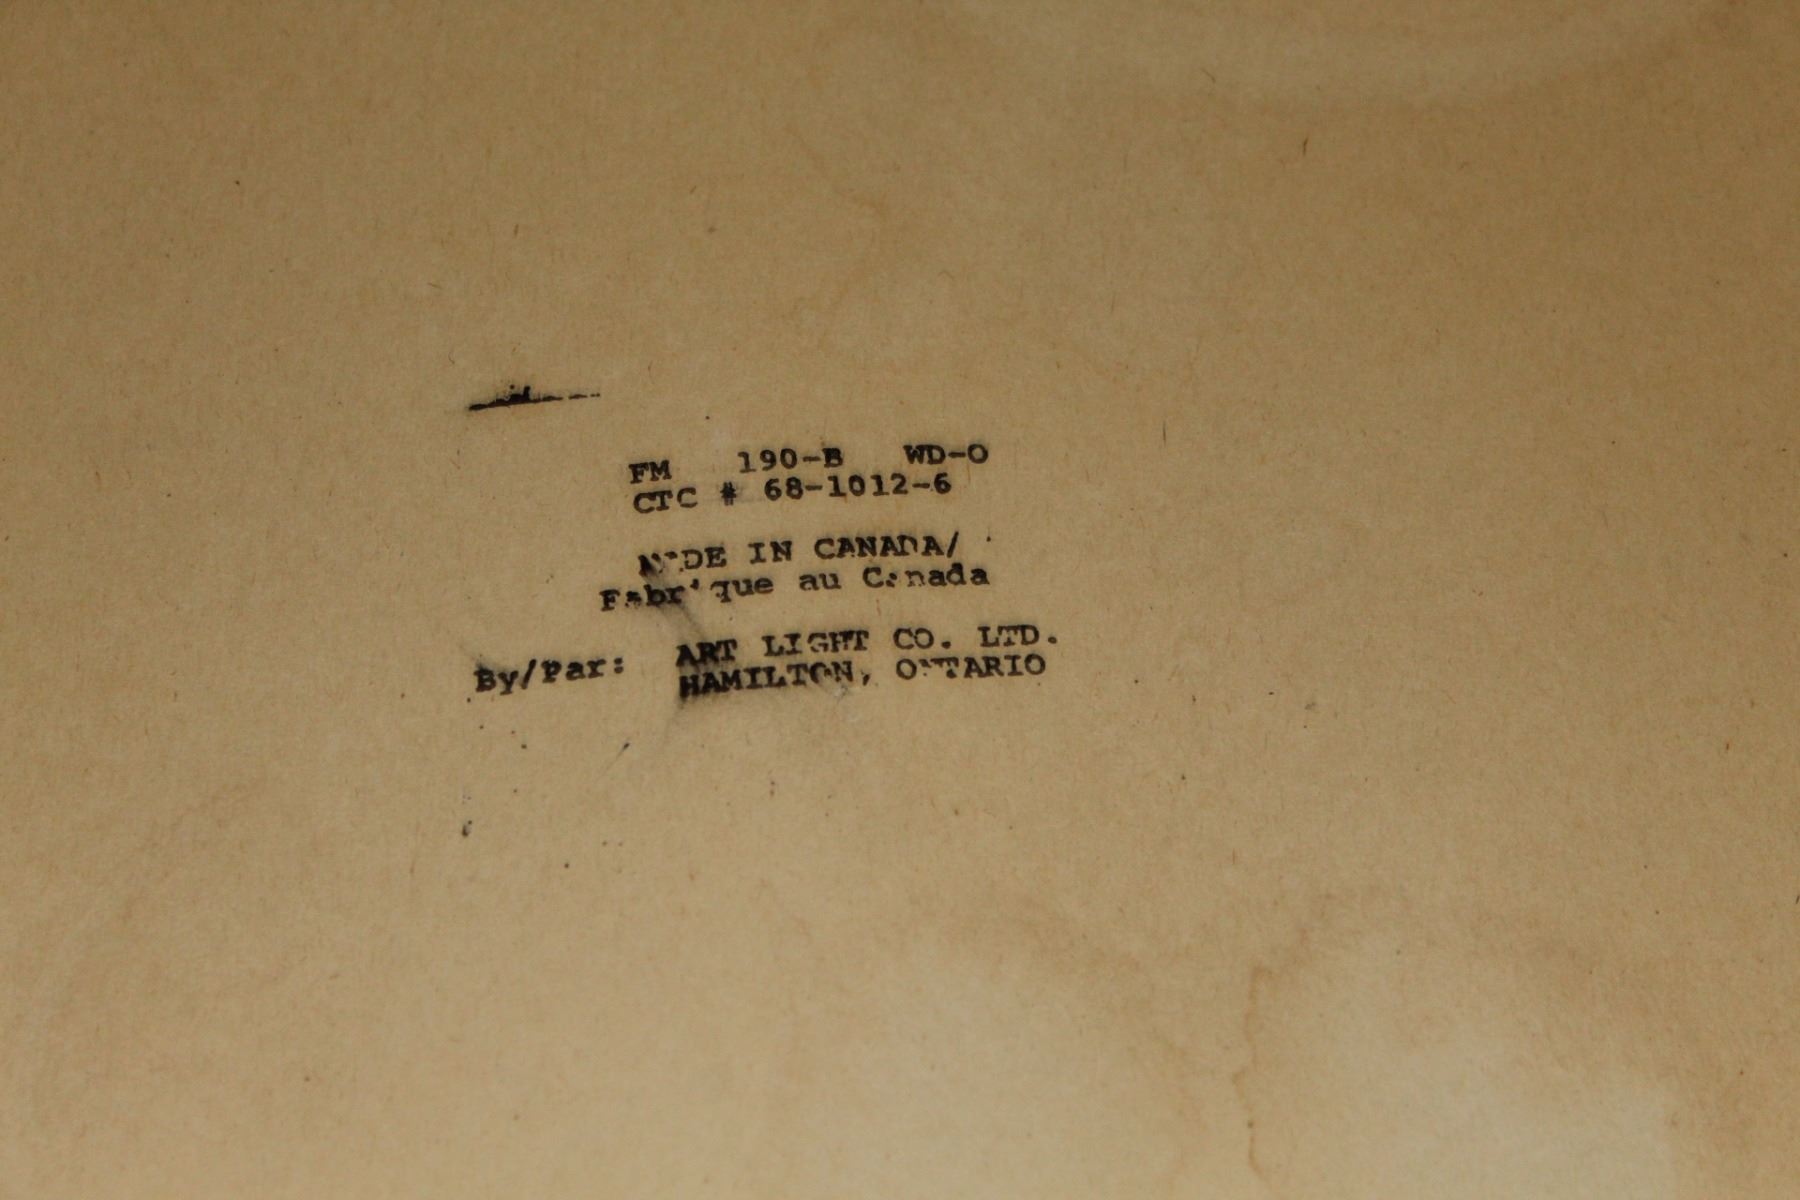 FM 190-B WD-O
CTC # 68-1012-6
MADE IN CANADA/
Fabrique au Canada
By/Par: ART LIGHT CO. LTD.
HAMILTON, ONTARIO